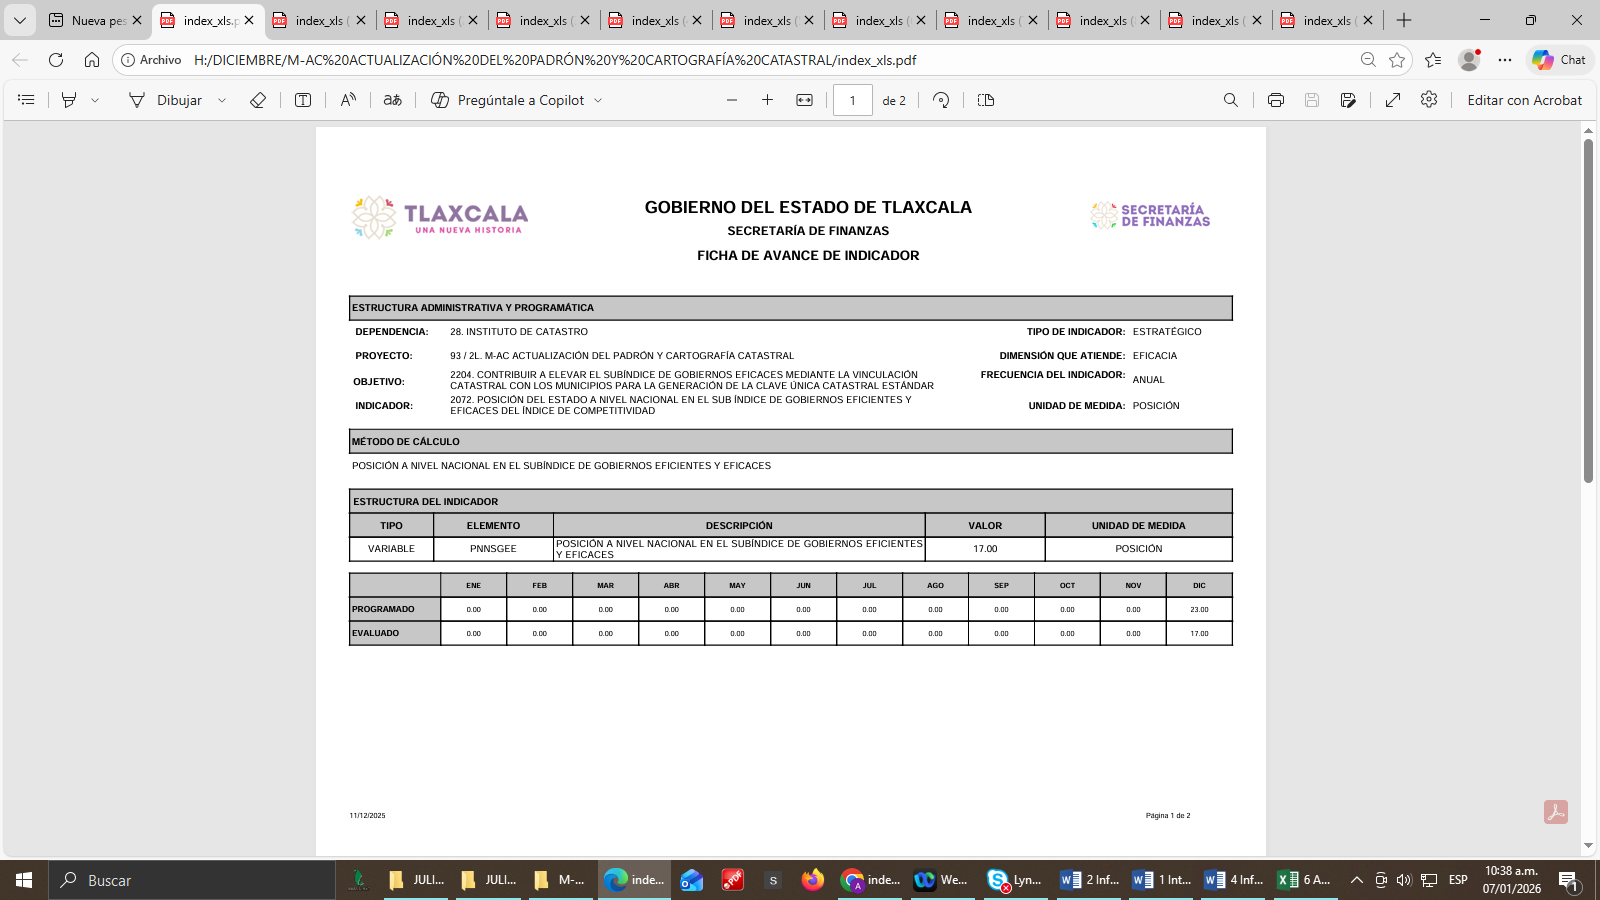 Nueva pes
index_xls.p
index_xls (
index_xls (
index_xls (
index_xls (
index_xls (
index_xls (
index_xls (
index_xls (
index_xls (
index_xls (
Archivo
H:/DICIEMBRE/M-AC%20ACTUALIZACIÓN%20DEL%20PADRÓN%20Y%20CARTOGRAFÍA%20CATASTRAL/index_xls.pdf
Chat
Dibujar
Pregúntale a Copilot
1 de 2
Editar con Acrobat
TLAXCALA
UNA NUEVA HISTORIA
GOBIERNO DEL ESTADO DE TLAXCALA
SECRETARÍA DE FINANZAS
FICHA DE AVANCE DE INDICADOR
SECRETARÍA
DE FINANZAS
ESTRUCTURA ADMINISTRATIVA Y PROGRAMÁTICA
DEPENDENCIA: 28. INSTITUTO DE CATASTRO TIPO DE INDICADOR: ESTRATÉGICO
PROYECTO: 93 / 2L. M-AC ACTUALIZACIÓN DEL PADRÓN Y CARTOGRAFÍA CATASTRAL DIMENSIÓN QUE ATIENDE: EFICACIA
OBJETIVO: 2204. CONTRIBUIR A ELEVAR EL SUBÍNDICE DE GOBIERNOS EFICACES MEDIANTE LA VINCULACIÓN
CATASTRAL CON LOS MUNICIPIOS PARA LA GENERACIÓN DE LA CLAVE ÚNICA CATASTRAL ESTÁNDAR
FRECUENCIA DEL INDICADOR: ANUAL
INDICADOR: 2072. POSICIÓN DEL ESTADO A NIVEL NACIONAL EN EL SUB ÍNDICE DE GOBIERNOS EFICIENTES Y
EFICACES DEL ÍNDICE DE COMPETITIVIDAD
UNIDAD DE MEDIDA: POSICIÓN
MÉTODO DE CÁLCULO
POSICIÓN A NIVEL NACIONAL EN EL SUBÍNDICE DE GOBIERNOS EFICIENTES Y EFICACES
ESTRUCTURA DEL INDICADOR
TIPO ELEMENTO DESCRIPCIÓN VALOR UNIDAD DE MEDIDA
VARIABLE PNNSGEE POSICIÓN A NIVEL NACIONAL EN EL SUBÍNDICE DE GOBIERNOS EFICIENTES
Y EFICACES
17.00 POSICIÓN
ENE FEB MAR ABR MAY JUN JUL AGO SEP OCT NOV DIC
PROGRAMADO 0.00 0.00 0.00 0.00 0.00 0.00 0.00 0.00 0.00 0.00 0.00 23.00
EVALUADO 0.00 0.00 0.00 0.00 0.00 0.00 0.00 0.00 0.00 0.00 0.00 17.00
11/12/2025 Página 1 de 2
Buscar
JULI...
JULI...
M-...
inde...
PDF
S
inde...
We...
Lyn...
2 Inf...
1 Int...
4 Inf...
6 A...
ESP
10:38 a.m.
07/01/2026
1